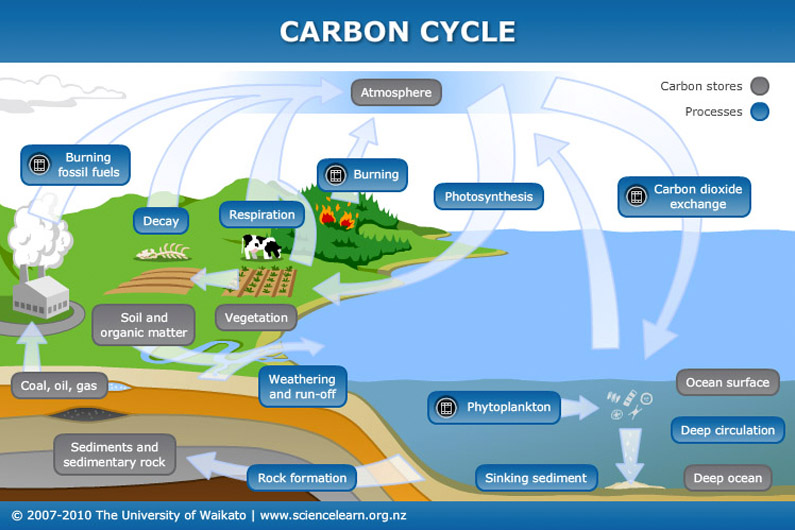 CARBON CYCLE
Atmosphere
Carbon stores
Processes
Burning
fossil fuels
Burning
Photosynthesis
Carbon dioxide
exchange
Decay
Respiration
Soil and
organic matter
Vegetation
Coal, oil, gas
Weathering
and run-off
Ocean surface
Phytoplankton
Deep circulation
Sediments and
sedimentary rock
Rock formation
Sinking sediment
Deep ocean
© 2007-2010 The University of Waikato | www.sciencelearn.org.nz